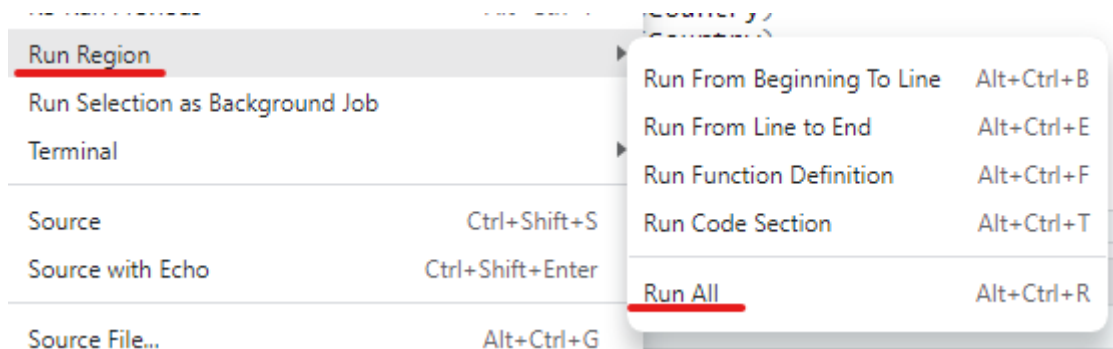 Run Region
Run Selection as Background Job
Terminal
Source Ctrl+Shift+S
Source with Echo Ctrl+Shift+Enter
Source File... Alt+Ctrl+G
Run From Beginning To Line Alt+Ctrl+B
Run From Line to End Alt+Ctrl+E
Run Function Definition Alt+Ctrl+F
Run Code Section Alt+Ctrl+T
Run All Alt+Ctrl+R